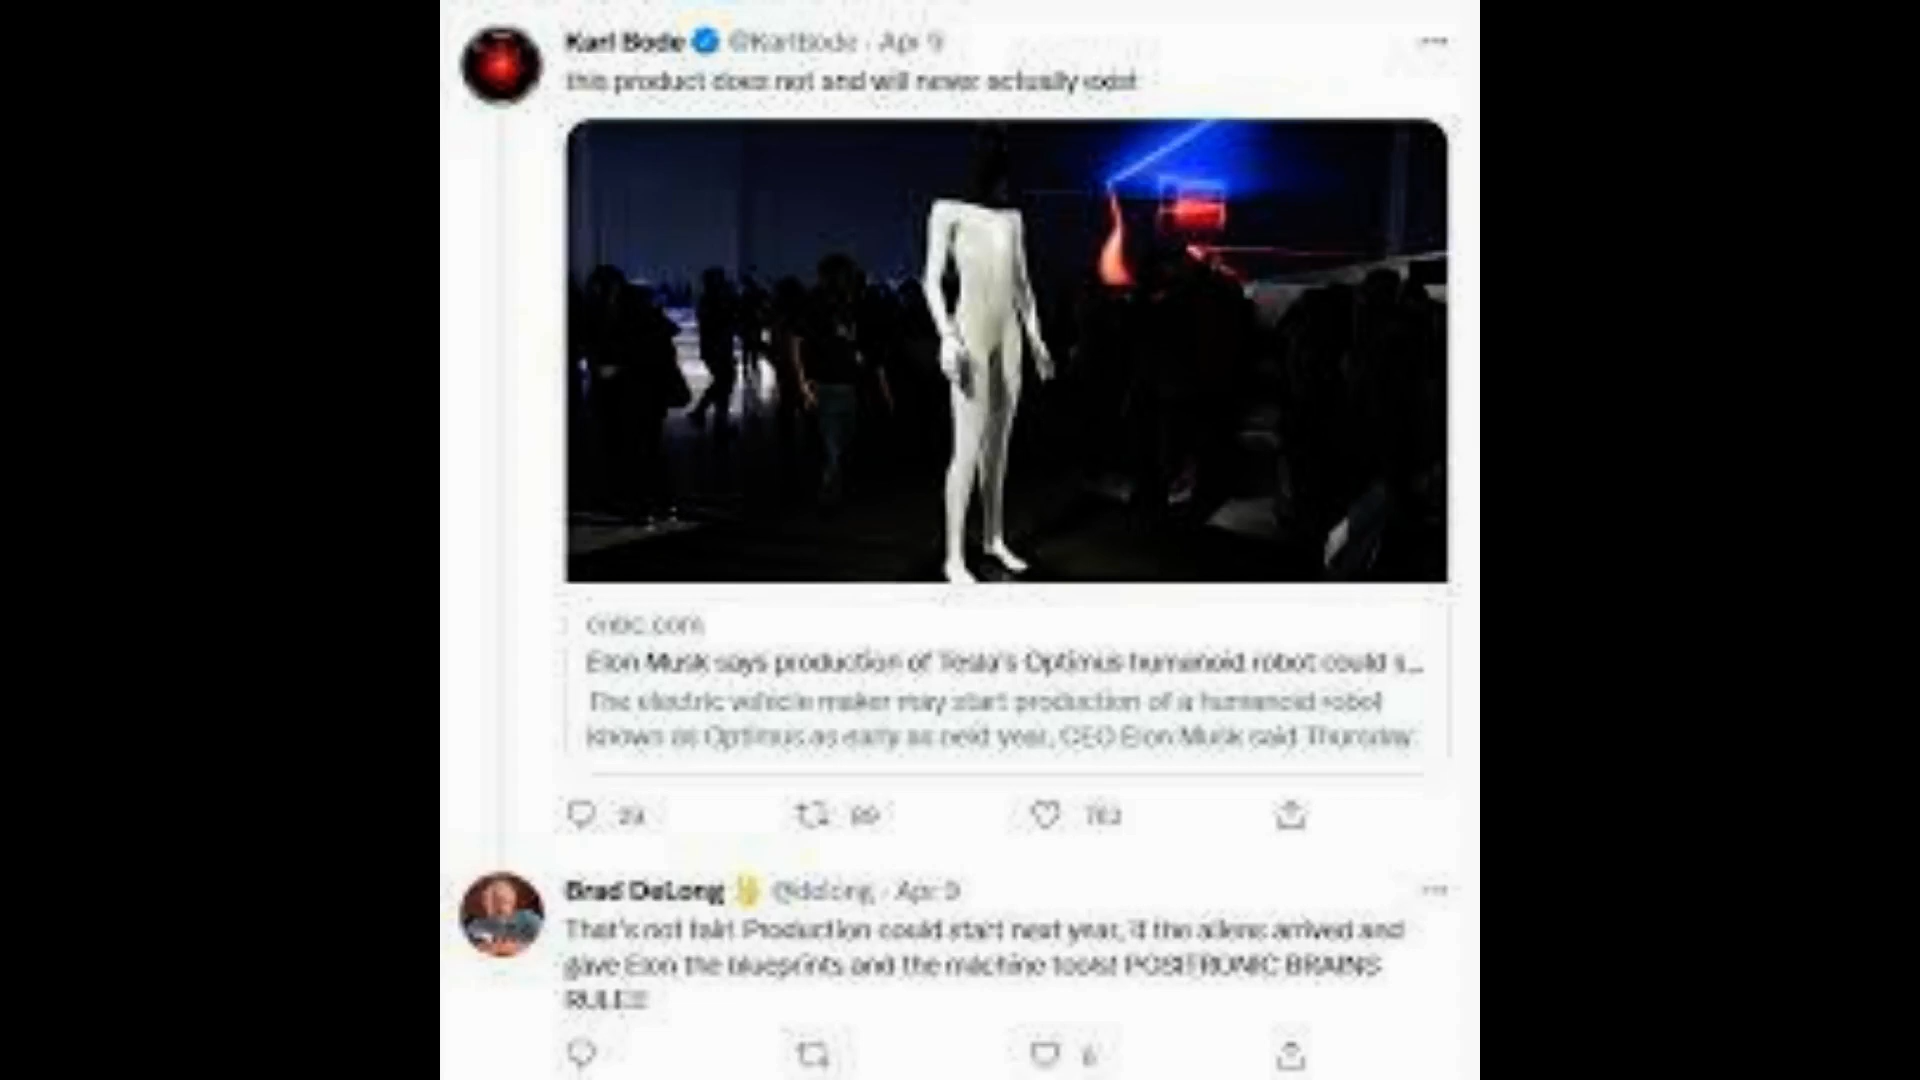 Karl Bode @KarlBode · Apr 9
this product does not and will never actually exist
cnbc.com
Elon Musk says production of Tesla's Optimus humanoid robot could s...
The electric vehicle maker may start production of a humanoid robot
known as Optimus as early as next year, CEO Elon Musk said Thursday.
89
Brad DeLong @delong · Apr 9
That's not fair! Production could start next year, if the aliens arrived and
gave Elon the blueprints and the machine tools! POSITRONIC BRAINS
6